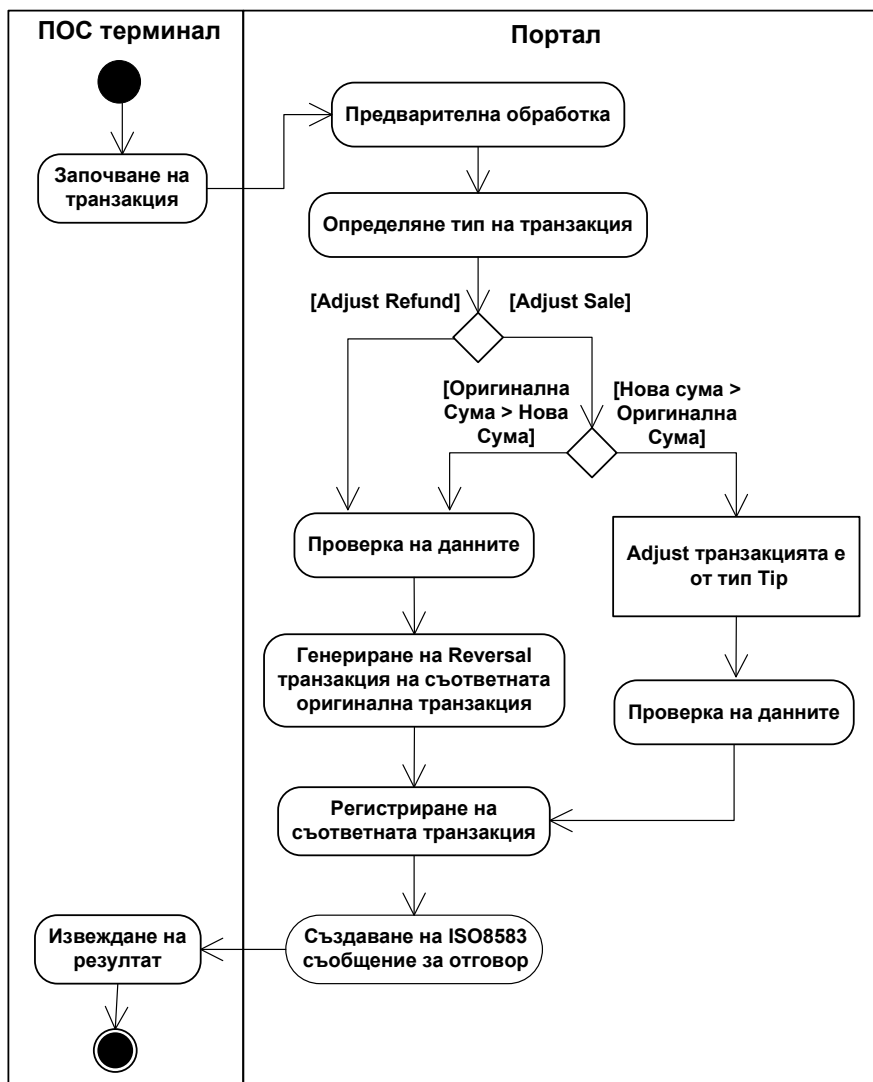 ПОС терминал
Портал
Предварителна обработка
Започване на
транзакция
Определяне тип на транзакция
[Adjust Refund]
[Adjust Sale]
[Оригинална
Сума > Нова
Сума]
[Нова сума >
Оригинална
Сума]
Проверка на данните
Adjust транзакцията е
от тип Tip
Генериране на Reversal
транзакция на съответната
оригинална транзакция
Проверка на данните
Регистриране на
съответната транзакция
Създаване на ISO8583
съобщение за отговор
Извеждане на
резултат